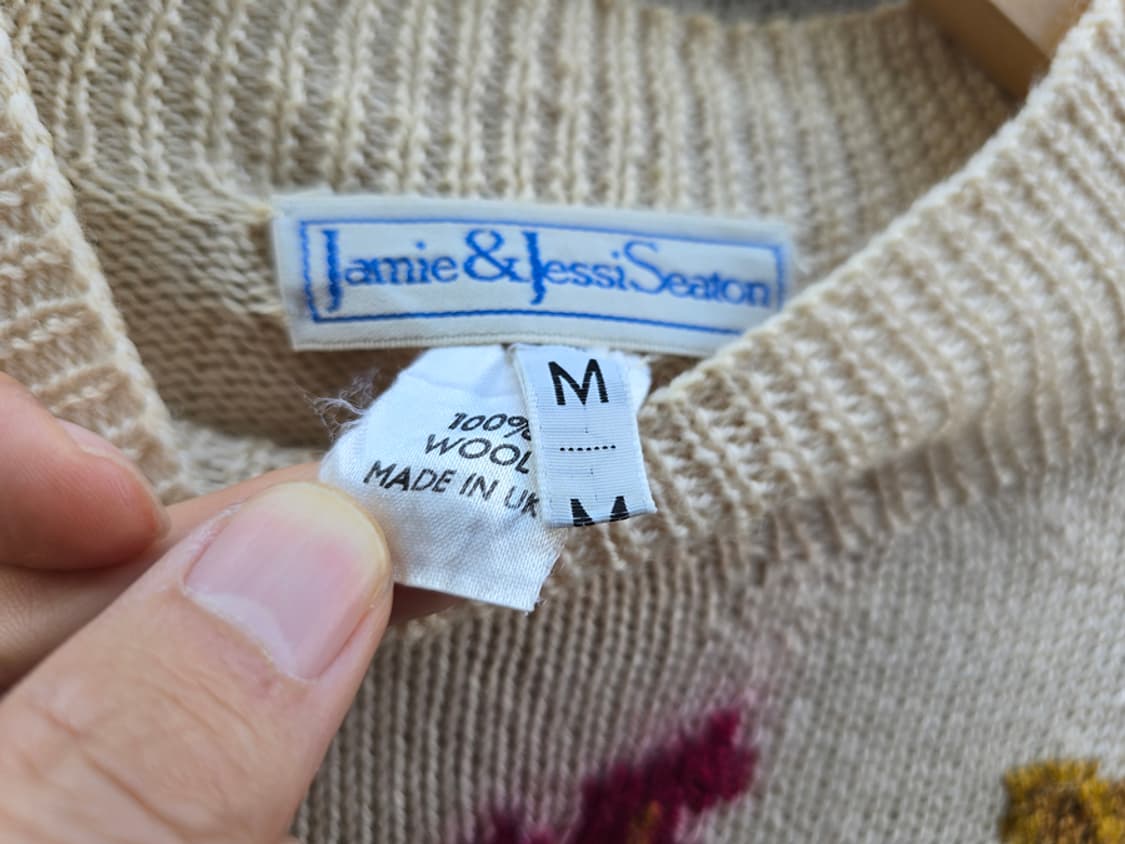 Jamie & Jessi Seaton
M
100%
WOOL
MADE IN UK
M